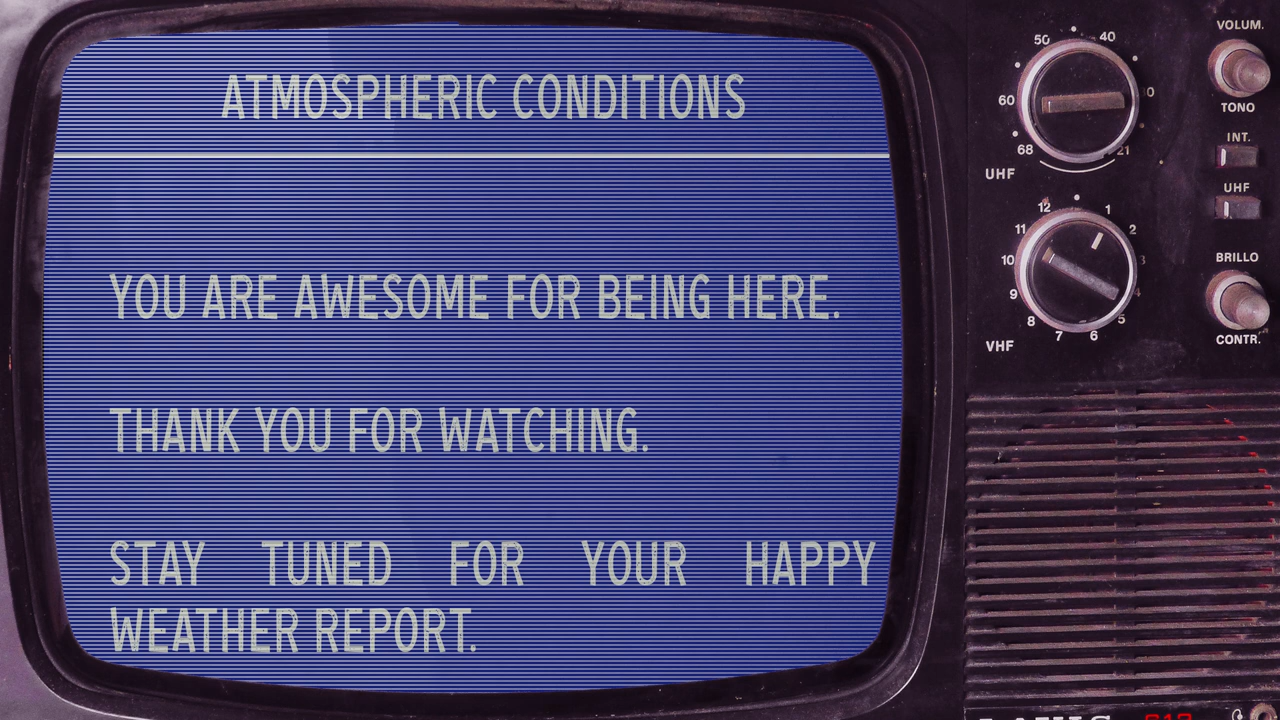 ATMOSPHERIC CONDITIONS
YOU ARE AWESOME FOR BEING HERE.
THANK YOU FOR WATCHING.
STAY TUNED FOR YOUR HAPPY
WEATHER REPORT.
VOLUM.
TONO
INT.
UHF
BRILLO
CONTR.
50 40
60
68 21
UHF
12 1
11 2
10 3
9
8 5
7 6
VHF